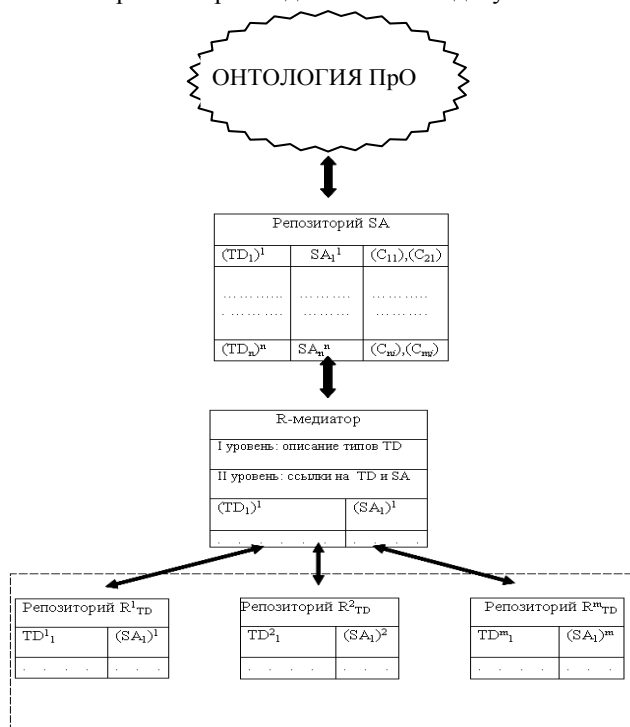 ОНТОЛОГИЯ ПрО
Репозиторий SA
(TD₁)¹ SA₁¹ (C₁₁),(C₂₁)
………... ………. ………..
. ………. ……… ………
(TDₙ)ⁿ SAₙⁿ (Cₙⱼ),(Cₘⱼ)
R-медиатор
I уровень: описание типов TD
II уровень: ссылки на TD и SA
(TD₁)¹ (SA₁)¹
. . . . . . . . . .
Репозиторий R¹TD Репозиторий R²TD Репозиторий RᵐTD
TD¹₁ (SA₁)¹ TD²₁ (SA₁)² TDᵐ₁ (SA₁)ᵐ
. . . . . . . . . . . . . . . . . . . . . . . .